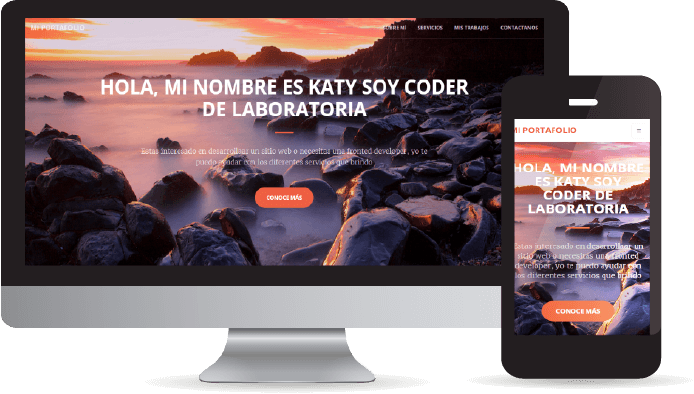 MI PORTAFOLIO
SOBRE MÍ SERVICIOS MIS TRABAJOS CONTACTANOS
HOLA, MI NOMBRE ES KATY SOY CODER
DE LABORATORIA
Estas interesado en desarrollar un sitio web o necesitas una fronted developer, yo te
puedo ayudar con los diferentes servicios que brindo
CONOCE MÁS
MI PORTAFOLIO
HOLA, MI NOMBRE
ES KATY SOY
CODER DE
LABORATORIA
Estas interesado en desarrollar un
sitio web o necesitas una fronted
developer, yo te puedo ayudar con
los diferentes servicios que brindo
CONOCE MÁS